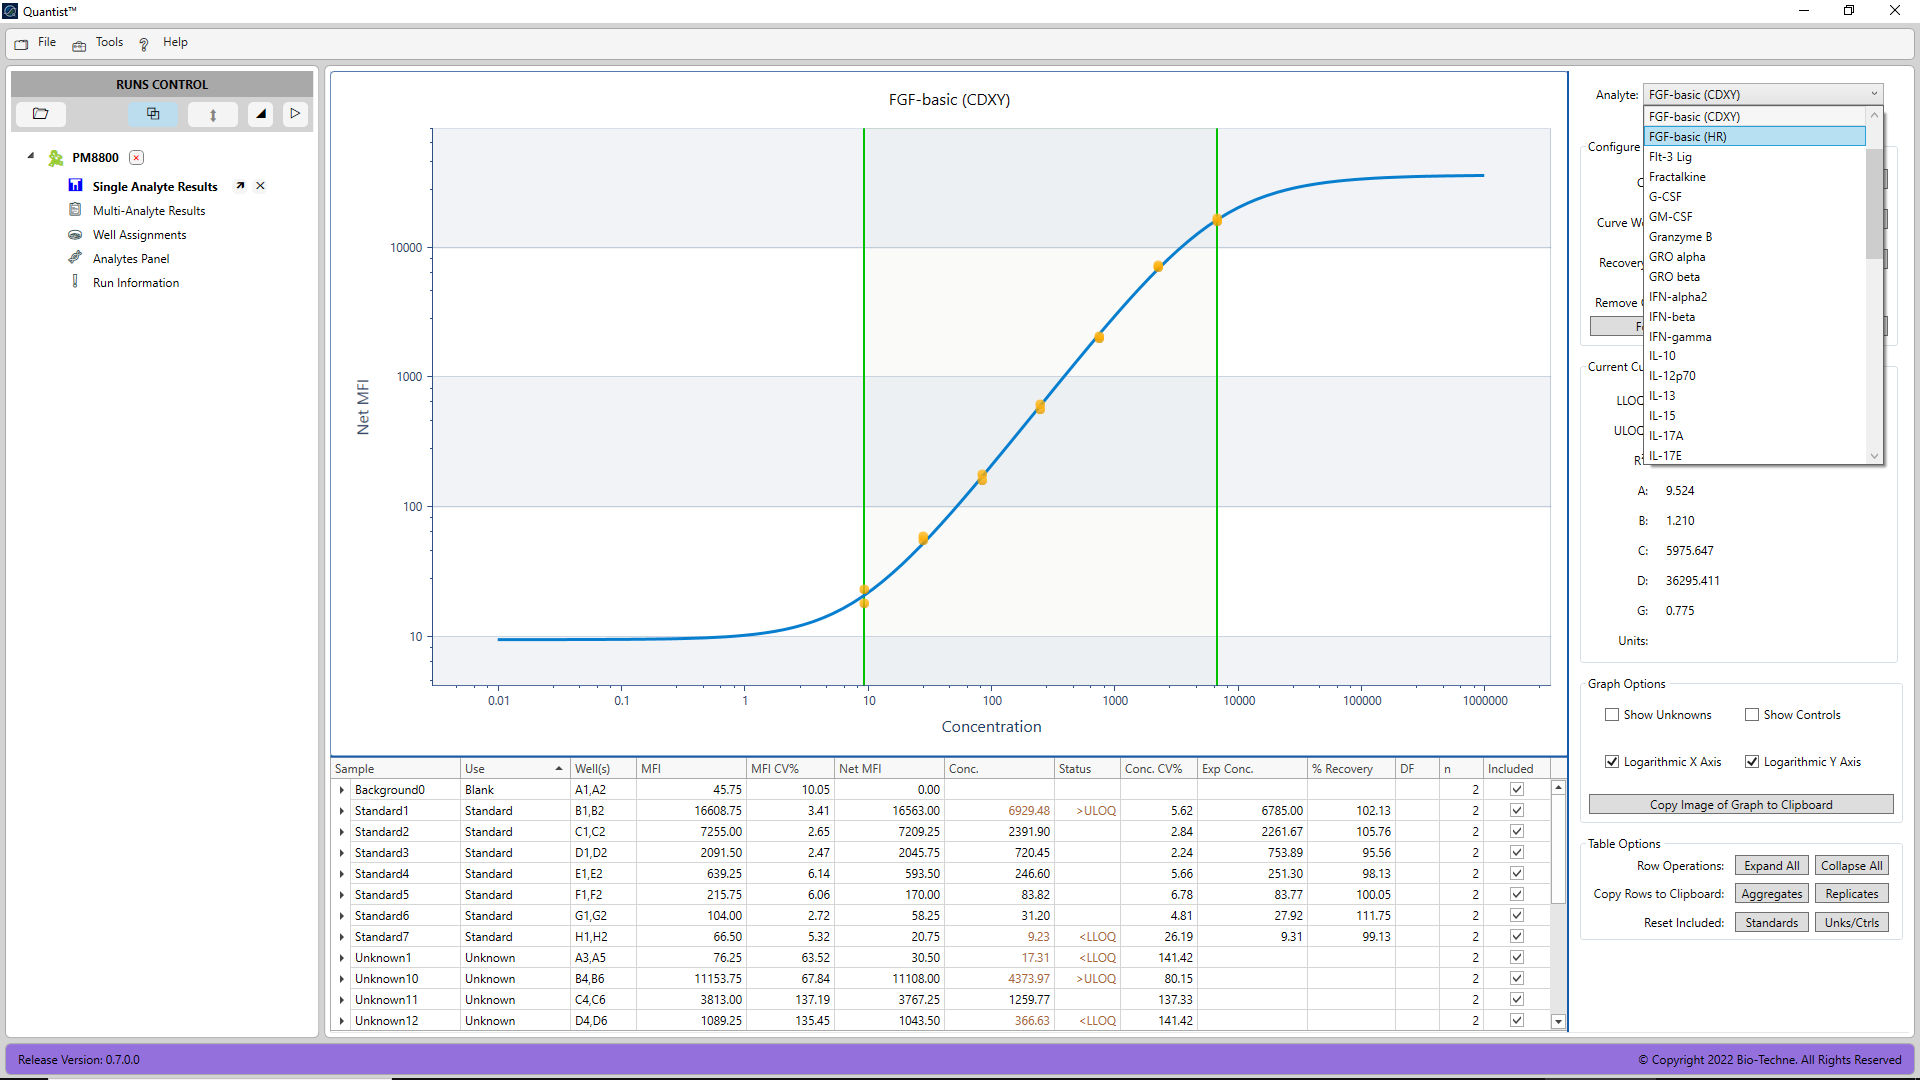 Quantist™
File Tools ? Help
RUNS CONTROL
PM8800
Single Analyte Results
Multi-Analyte Results
Well Assignments
Analytes Panel
Run Information
FGF-basic (CDXY)
Net MFI
10000
1000
100
10
0.01 0.1 1 10 100 1000 10000 100000 1000000
Concentration
Analyte: FGF-basic (CDXY)
FGF-basic (CDXY)
FGF-basic (HR)
Flt-3 Lig
Fractalkine
G-CSF
GM-CSF
Granzyme B
GRO alpha
GRO beta
IFN-alpha2
IFN-beta
IFN-gamma
IL-10
IL-12p70
IL-13
IL-15
IL-17A
IL-17E
Configure
Curve We
Recovery
Remove
Current Cu
LLOQ
ULOQ
A: 9.524
B: 1.210
C: 5975.647
D: 36295.411
G: 0.775
Units:
Graph Options
Show Unknowns Show Controls
Logarithmic X Axis Logarithmic Y Axis
Copy Image of Graph to Clipboard
Table Options
Row Operations: Expand All Collapse All
Copy Rows to Clipboard: Aggregates Replicates
Reset Included: Standards Unks/Ctrls
Sample Use Well(s) MFI MFI CV% Net MFI Conc. Status Conc. CV% Exp Conc. % Recovery DF n Included
Background0 Blank A1,A2 45.75 10.05 0.00 2
Standard1 Standard B1,B2 16608.75 3.41 16563.00 6929.48 >ULOQ 5.62 6785.00 102.13 2
Standard2 Standard C1,C2 7255.00 2.65 7209.25 2391.90 2.84 2261.67 105.76 2
Standard3 Standard D1,D2 2091.50 2.47 2045.75 720.45 2.24 753.89 95.56 2
Standard4 Standard E1,E2 639.25 6.14 593.50 246.60 5.66 251.30 98.13 2
Standard5 Standard F1,F2 215.75 6.06 170.00 83.82 6.78 83.77 100.05 2
Standard6 Standard G1,G2 104.00 2.72 58.25 31.20 4.81 27.92 111.75 2
Standard7 Standard H1,H2 66.50 5.32 20.75 9.23 <LLOQ 26.19 9.31 99.13 2
Unknown1 Unknown A3,A5 76.25 63.52 30.50 17.31 <LLOQ 141.42 2
Unknown10 Unknown B4,B6 11153.75 67.84 11108.00 4373.97 >ULOQ 80.15 2
Unknown11 Unknown C4,C6 3813.00 137.19 3767.25 1259.77 137.33 2
Unknown12 Unknown D4,D6 1089.25 135.45 1043.50 366.63 <LLOQ 141.42 2
Release Version: 0.7.0.0
© Copyright 2022 Bio-Techne. All Rights Reserved